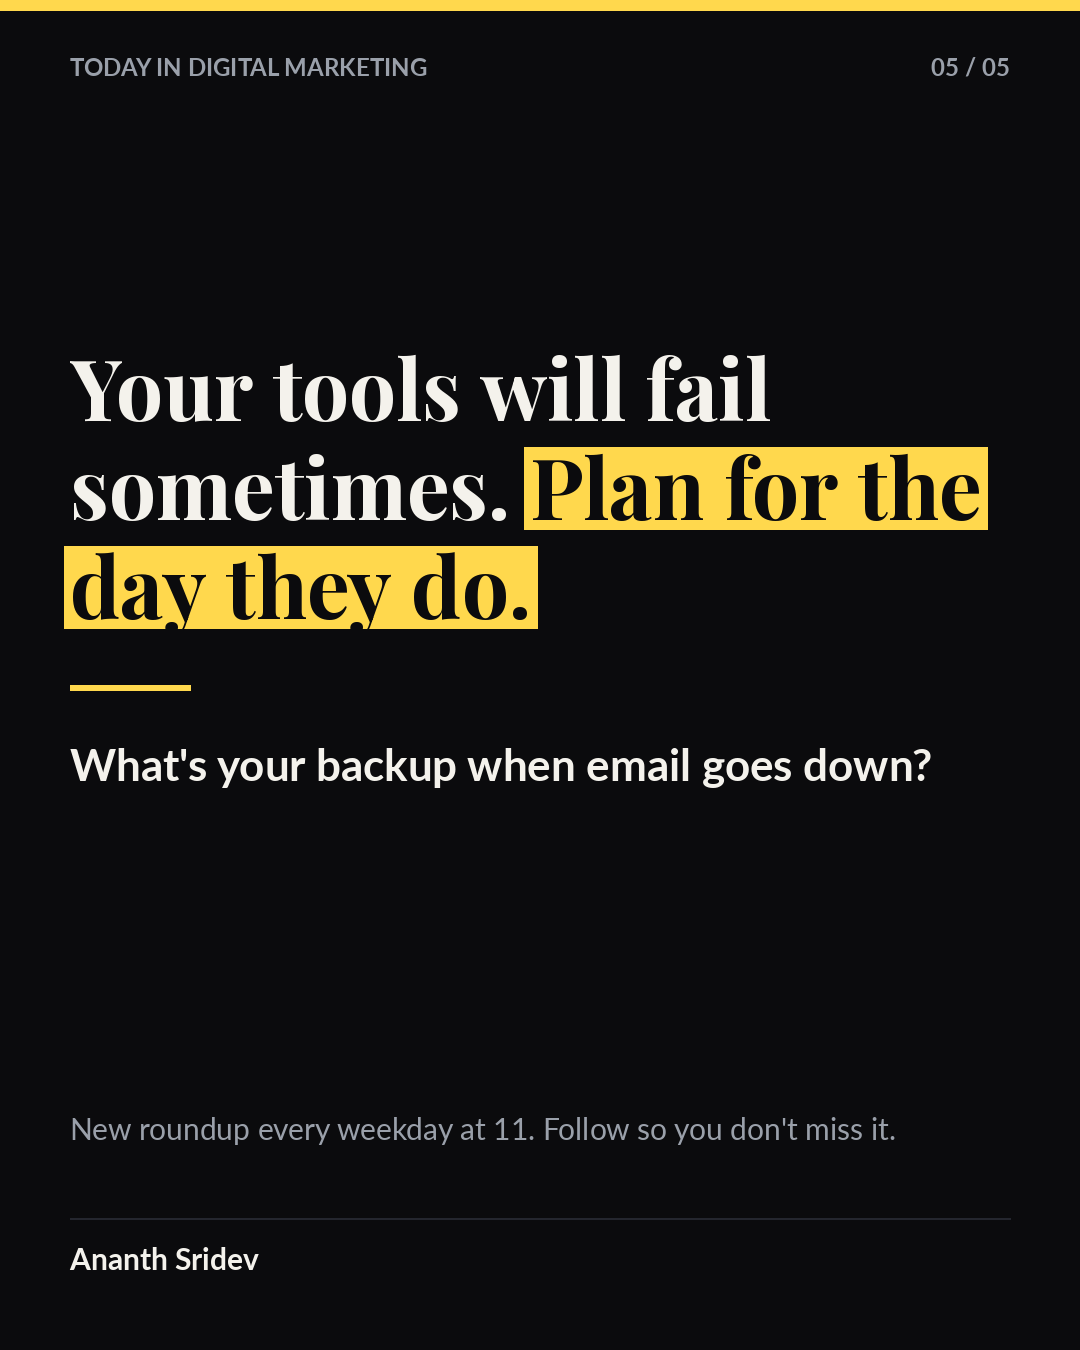 TODAY IN DIGITAL MARKETING
05 / 05
Your tools will fail
sometimes. Plan for the
day they do.
What's your backup when email goes down?
New roundup every weekday at 11. Follow so you don't miss it.
Ananth Sridev